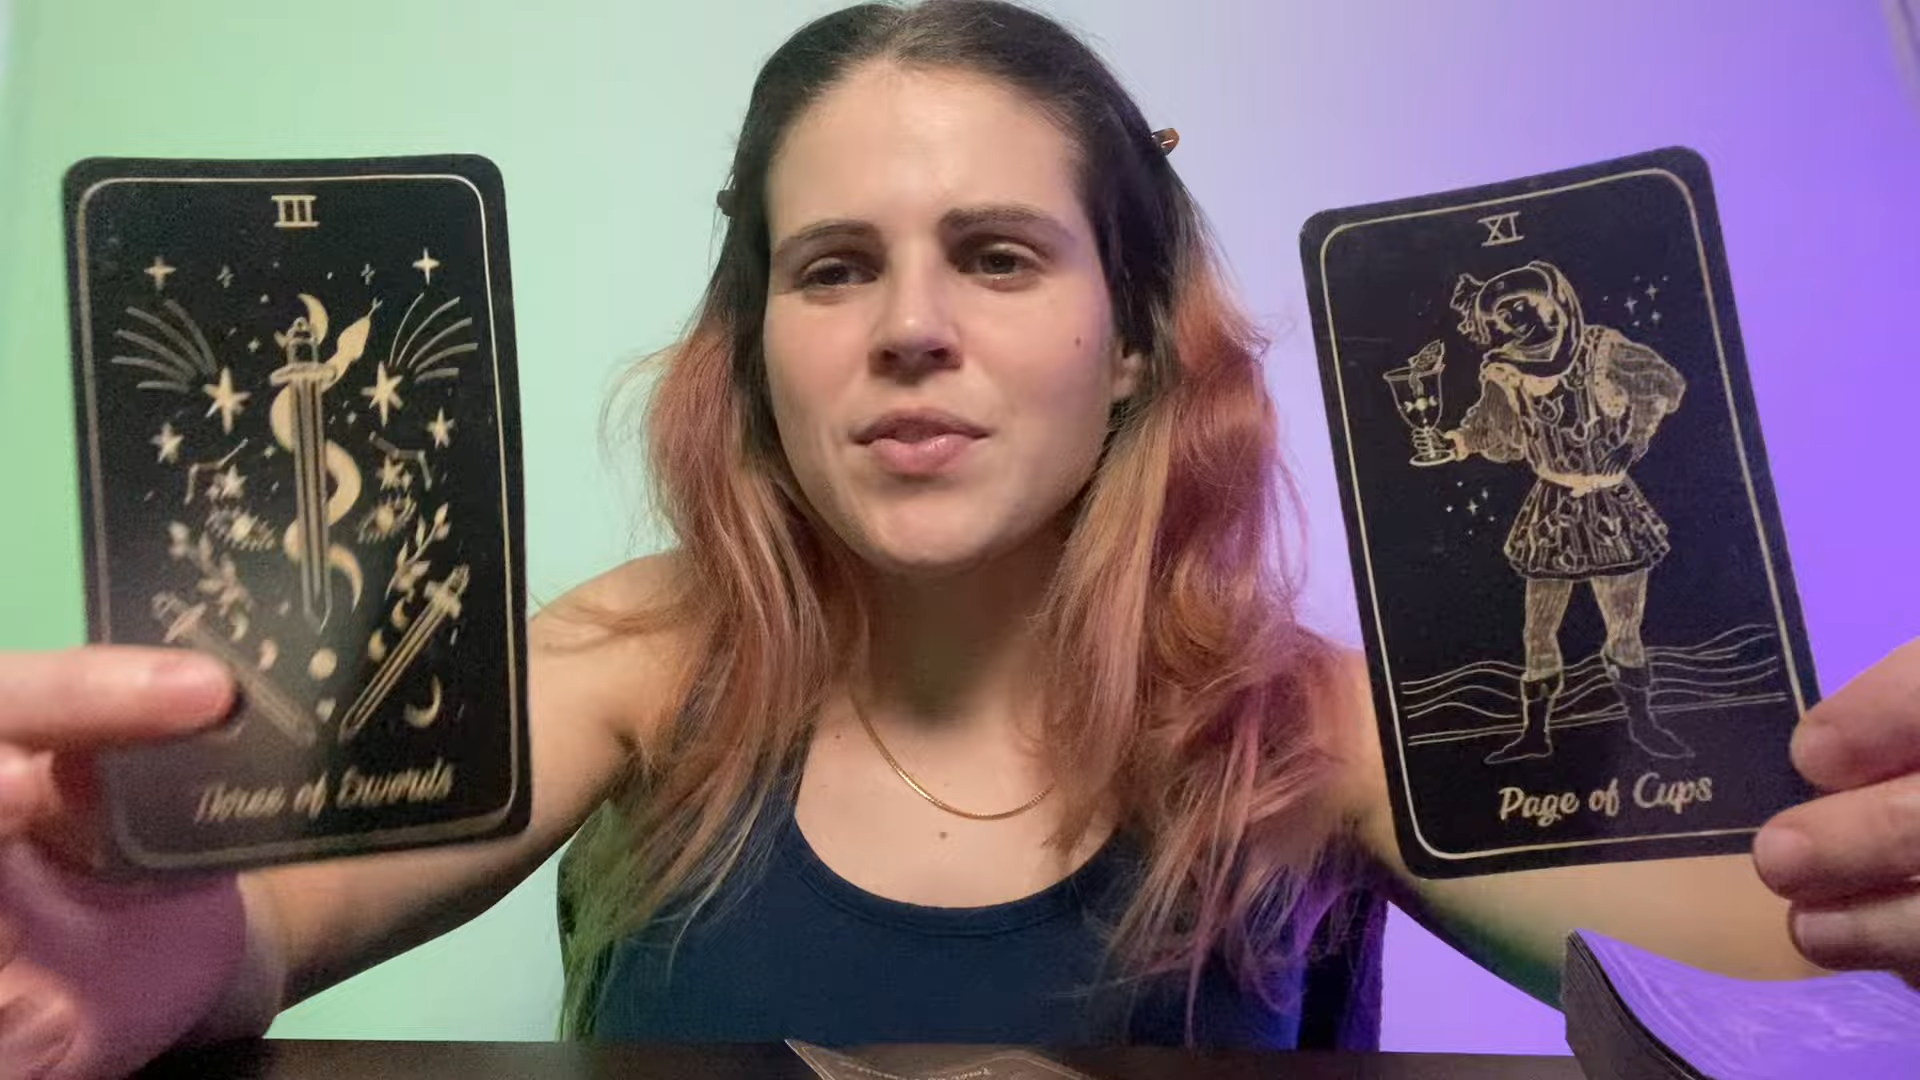 III
Three of Swords
XI
Page of Cups